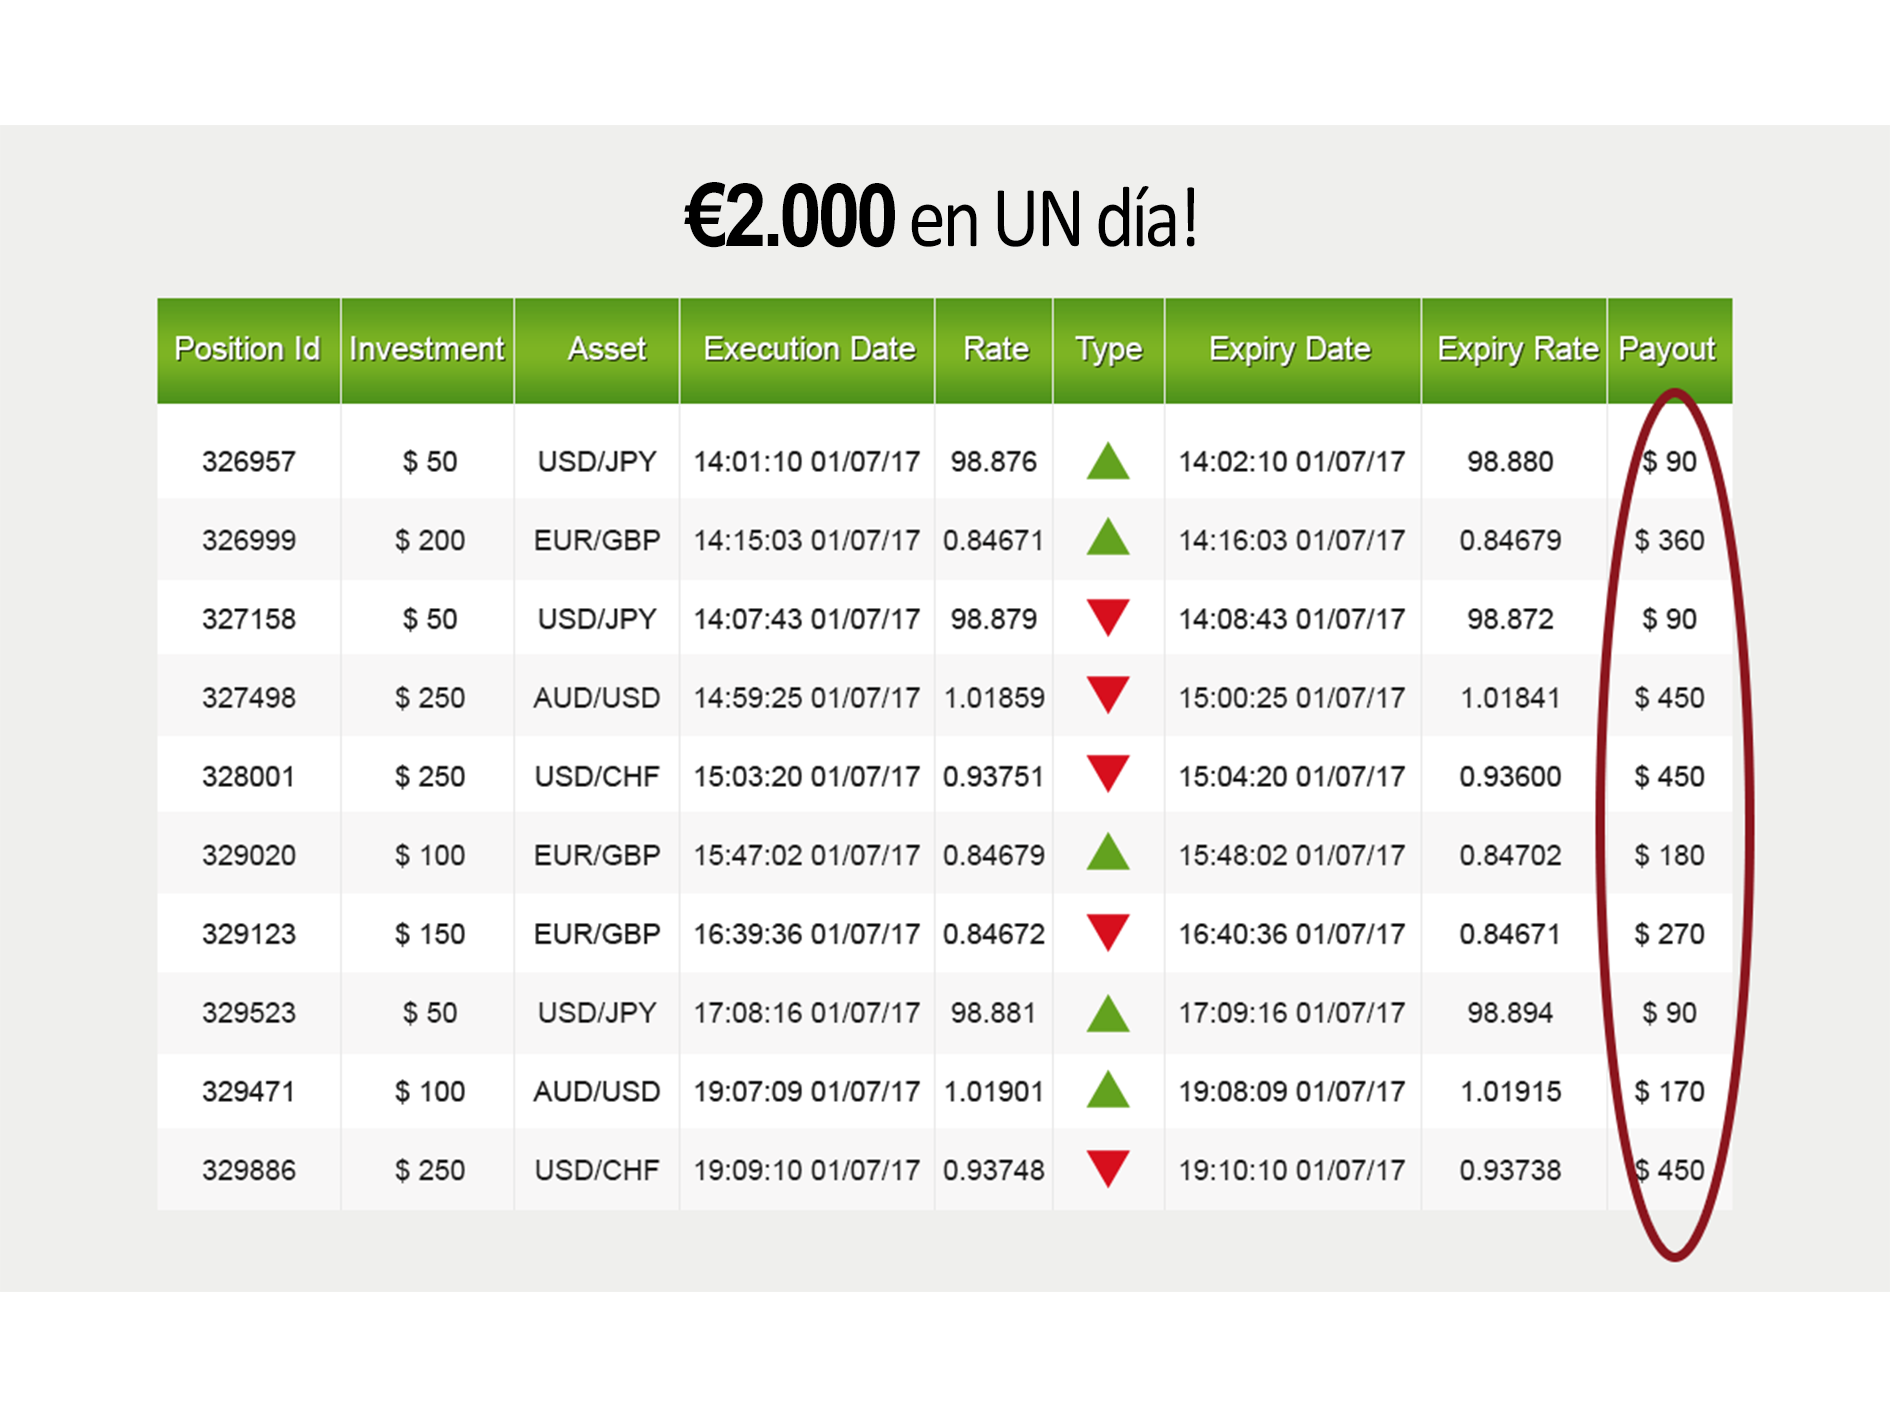 €2.000 en UN día!
Position Id Investment Asset Execution Date Rate Type Expiry Date Expiry Rate Payout
326957 $ 50 USD/JPY 14:01:10 01/07/17 98.876 14:02:10 01/07/17 98.880 $ 90
326999 $ 200 EUR/GBP 14:15:03 01/07/17 0.84671 14:16:03 01/07/17 0.84679 $ 360
327158 $ 50 USD/JPY 14:07:43 01/07/17 98.879 14:08:43 01/07/17 98.872 $ 90
327498 $ 250 AUD/USD 14:59:25 01/07/17 1.01859 15:00:25 01/07/17 1.01841 $ 450
328001 $ 250 USD/CHF 15:03:20 01/07/17 0.93751 15:04:20 01/07/17 0.93600 $ 450
329020 $ 100 EUR/GBP 15:47:02 01/07/17 0.84679 15:48:02 01/07/17 0.84702 $ 180
329123 $ 150 EUR/GBP 16:39:36 01/07/17 0.84672 16:40:36 01/07/17 0.84671 $ 270
329523 $ 50 USD/JPY 17:08:16 01/07/17 98.881 17:09:16 01/07/17 98.894 $ 90
329471 $ 100 AUD/USD 19:07:09 01/07/17 1.01901 19:08:09 01/07/17 1.01915 $ 170
329886 $ 250 USD/CHF 19:09:10 01/07/17 0.93748 19:10:10 01/07/17 0.93738 $ 450